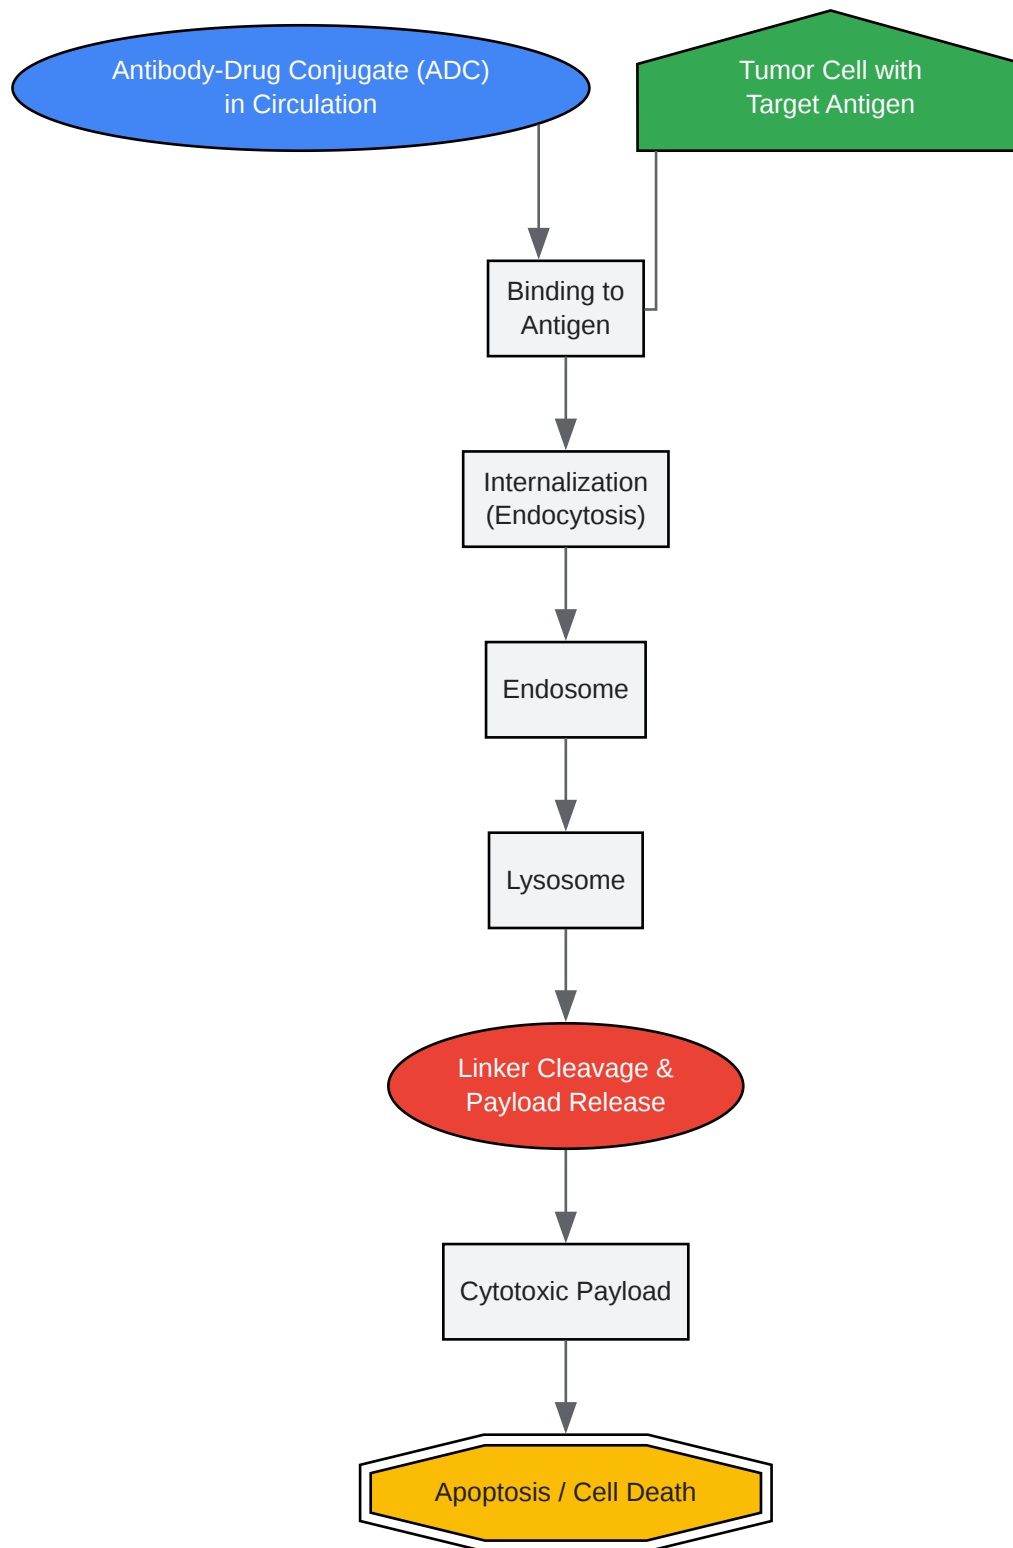 Antibody-Drug Conjugate (ADC)
in Circulation
Tumor Cell with
Target Antigen
Binding to
Antigen
Internalization
(Endocytosis)
Endosome
Lysosome
Linker Cleavage &
Payload Release
Cytotoxic Payload
Apoptosis / Cell Death